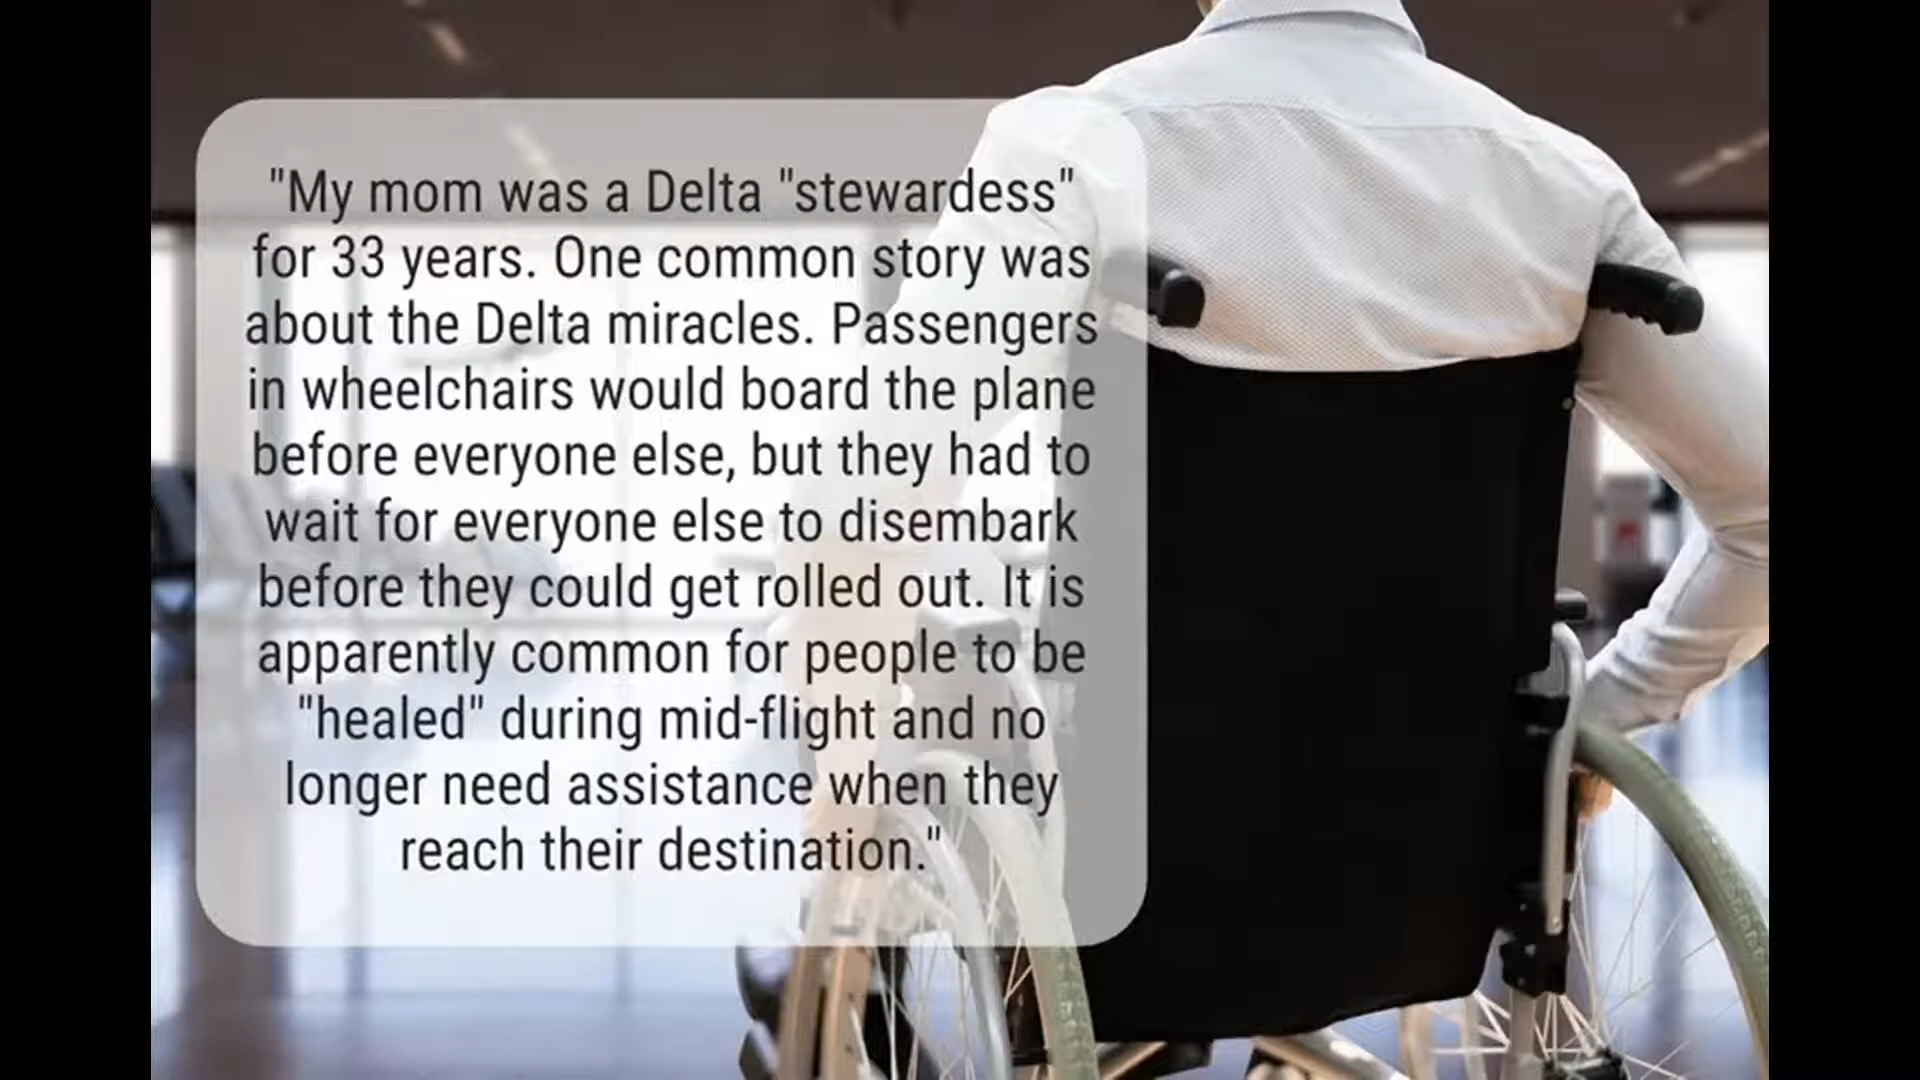 "My mom was a Delta "stewardess"
for 33 years. One common story was
about the Delta miracles. Passengers
in wheelchairs would board the plane
before everyone else, but they had to
wait for everyone else to disembark
before they could get rolled out. It is
apparently common for people to be
"healed" during mid-flight and no
longer need assistance when they
reach their destination."